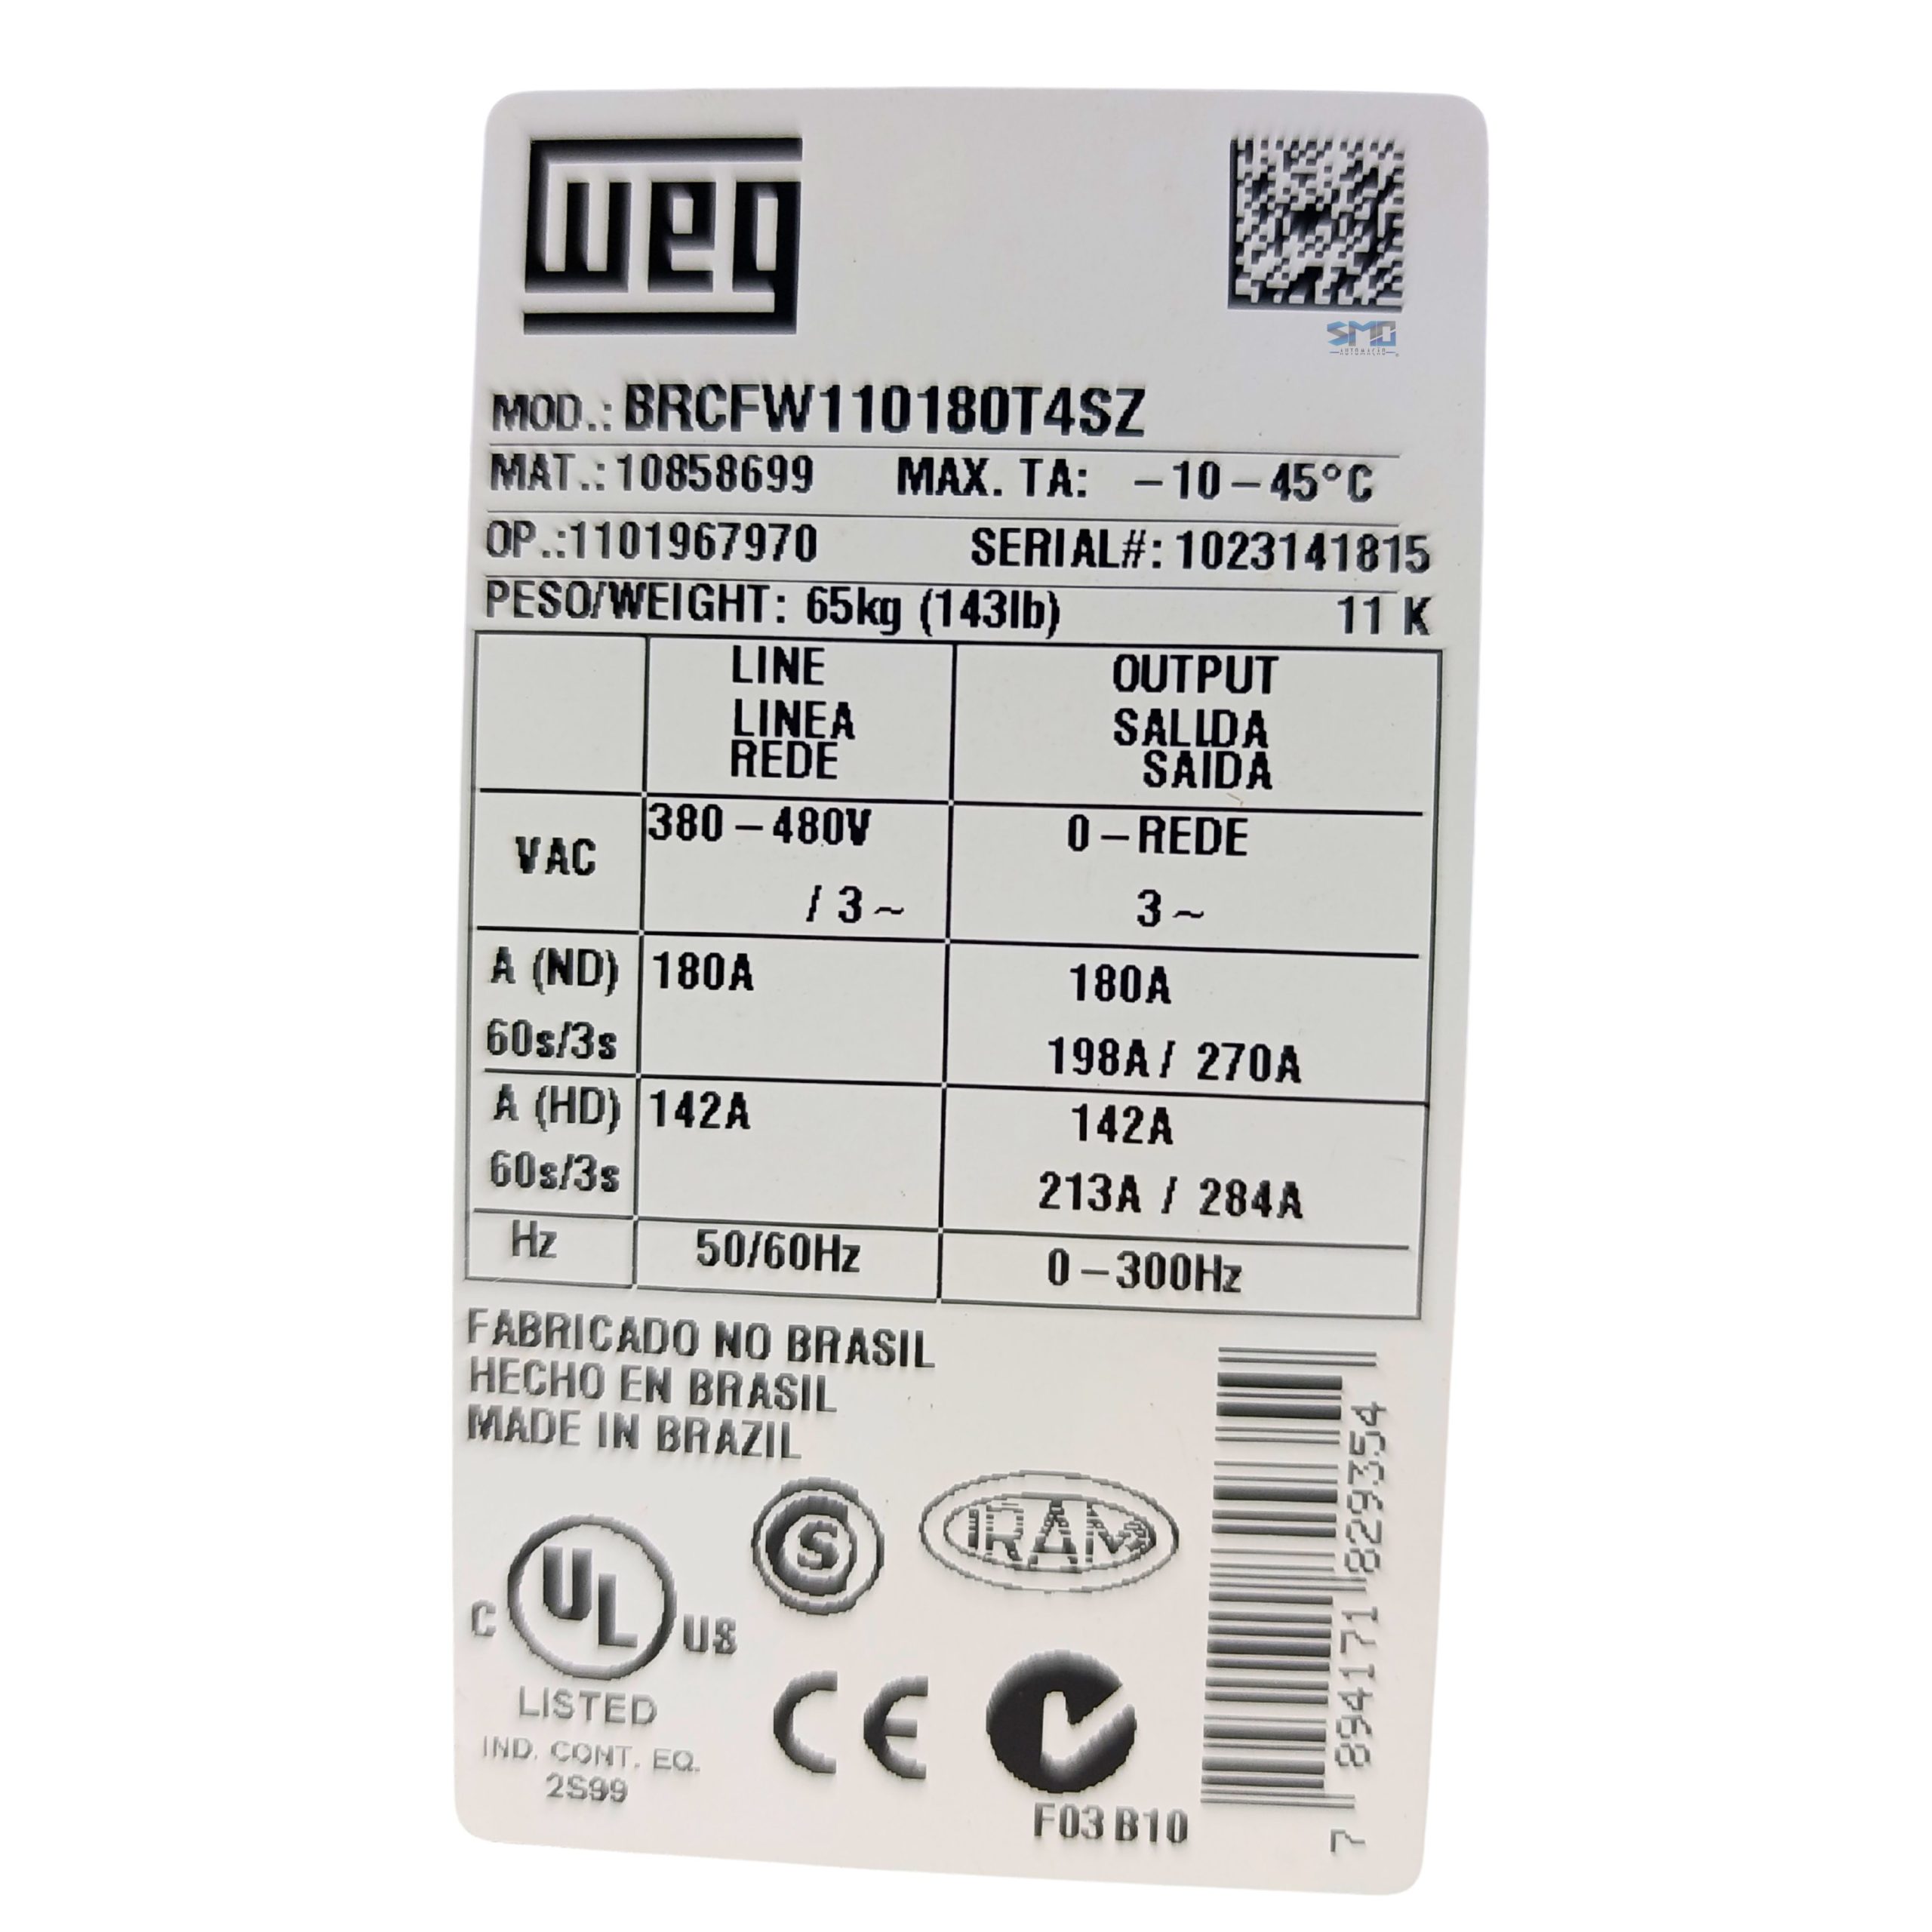 WEG
SMO
AUTOMAÇÃO
MOD.: BRCFW110180T4SZ
MAT.: 10858699 MAX. TA: -10-45°C
OP.:1101967970 SERIAL#: 1023141815
PESO/WEIGHT: 65kg (143lb) 11 K
LINE OUTPUT
LINEA SALIDA
REDE SAIDA
VAC 380-480V 0-REDE
/ 3~ 3~
A (ND) 180A 180A
60s/3s 198A / 270A
A (HD) 142A 142A
60s/3s 213A / 284A
Hz 50/60Hz 0-300Hz
FABRICADO NO BRASIL
HECHO EN BRASIL
MADE IN BRAZIL
C UL US
LISTED
IND. CONT. EQ.
2S99
S
IRAM
CE
F03 B10
7 894171 829354